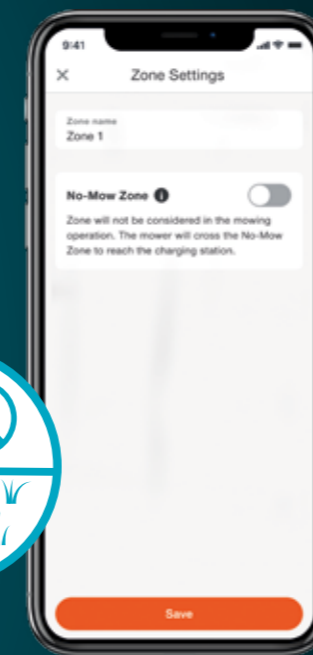 9:41
× Zone Settings
Zone name
Zone 1
No-Mow Zone i
Zone will not be considered in the mowing
operation. The mower will cross the No-Mow
Zone to reach the charging station.
Save